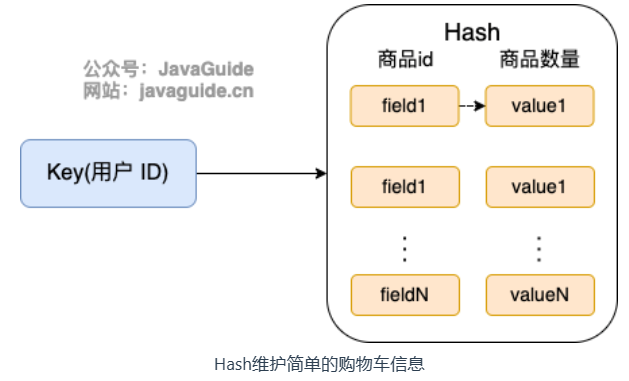 Hash
商品id 商品数量
公众号：JavaGuide
网站：javaguide.cn
field1 value1
Key(用户 ID)
field1 value1
fieldN valueN
Hash维护简单的购物车信息